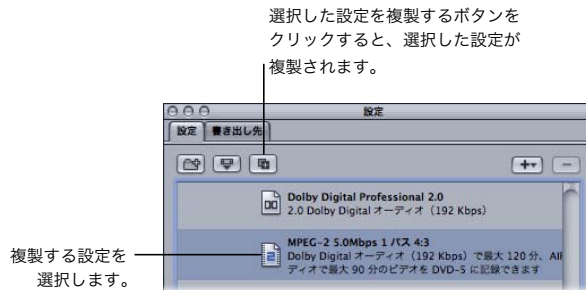 選択した設定を複製するボタンを
クリックすると、選択した設定が
複製されます。
設定
設定 書き出し先
Dolby Digital Professional 2.0
2.0 Dolby Digital オーディオ（192 Kbps）
MPEG-2 5.0Mbps 1 パス 4:3
Dolby Digital オーディオ（192 Kbps）で最大 120 分、AIF
ディオで最大 90 分のビデオを DVD-5 に記録できます
複製する設定を
選択します。